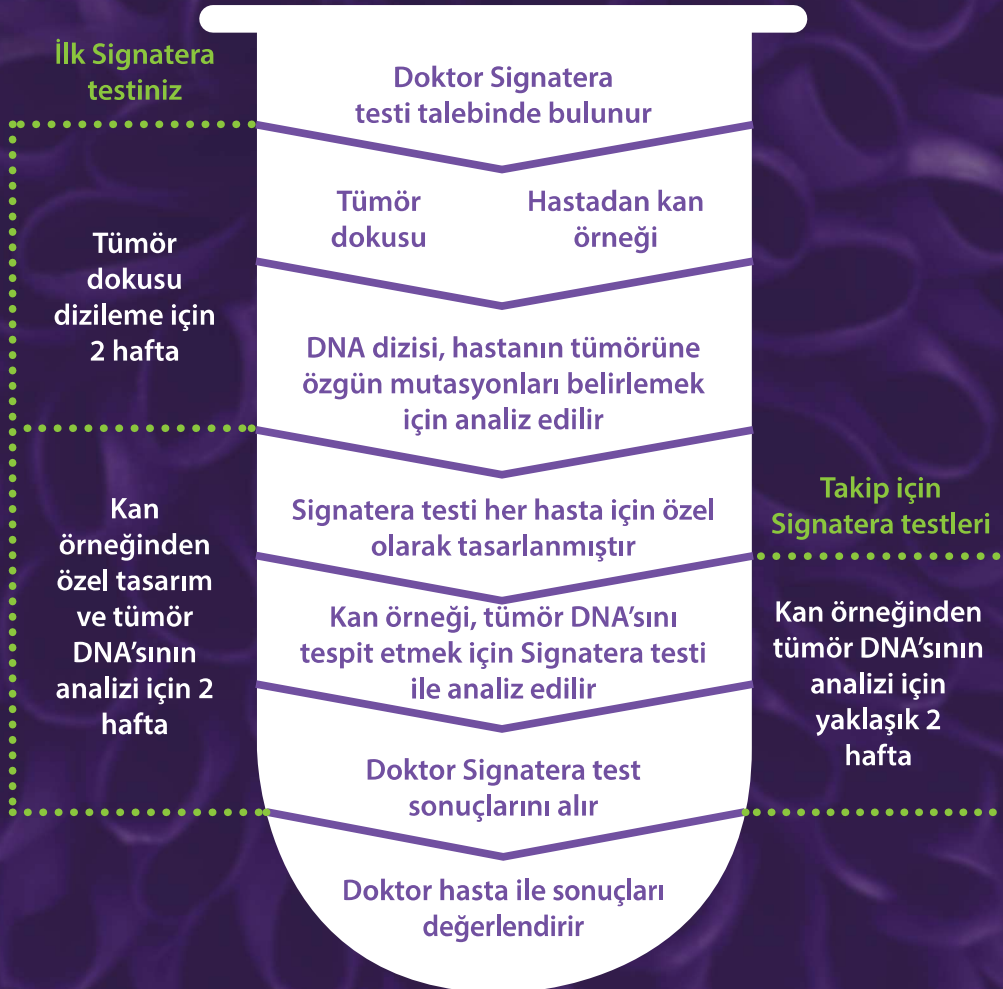 İlk Signatera
testiniz
Tümör
dokusu
dizileme için
2 hafta
Kan
örneğinden
özel tasarım
ve tümör
DNA'sının
analizi için 2
hafta
Doktor Signatera
testi talebinde bulunur
Tümör
dokusu
Hastadan kan
örneği
DNA dizisi, hastanın tümörüne
özgün mutasyonları belirlemek
için analiz edilir
Signatera testi her hasta için özel
olarak tasarlanmıştır
Kan örneği, tümör DNA'sını
tespit etmek için Signatera testi
ile analiz edilir
Doktor Signatera test
sonuçlarını alır
Doktor hasta ile sonuçları
değerlendirir
Takip için
Signatera testleri
Kan örneğinden
tümör DNA'sının
analizi için
yaklaşık 2
hafta